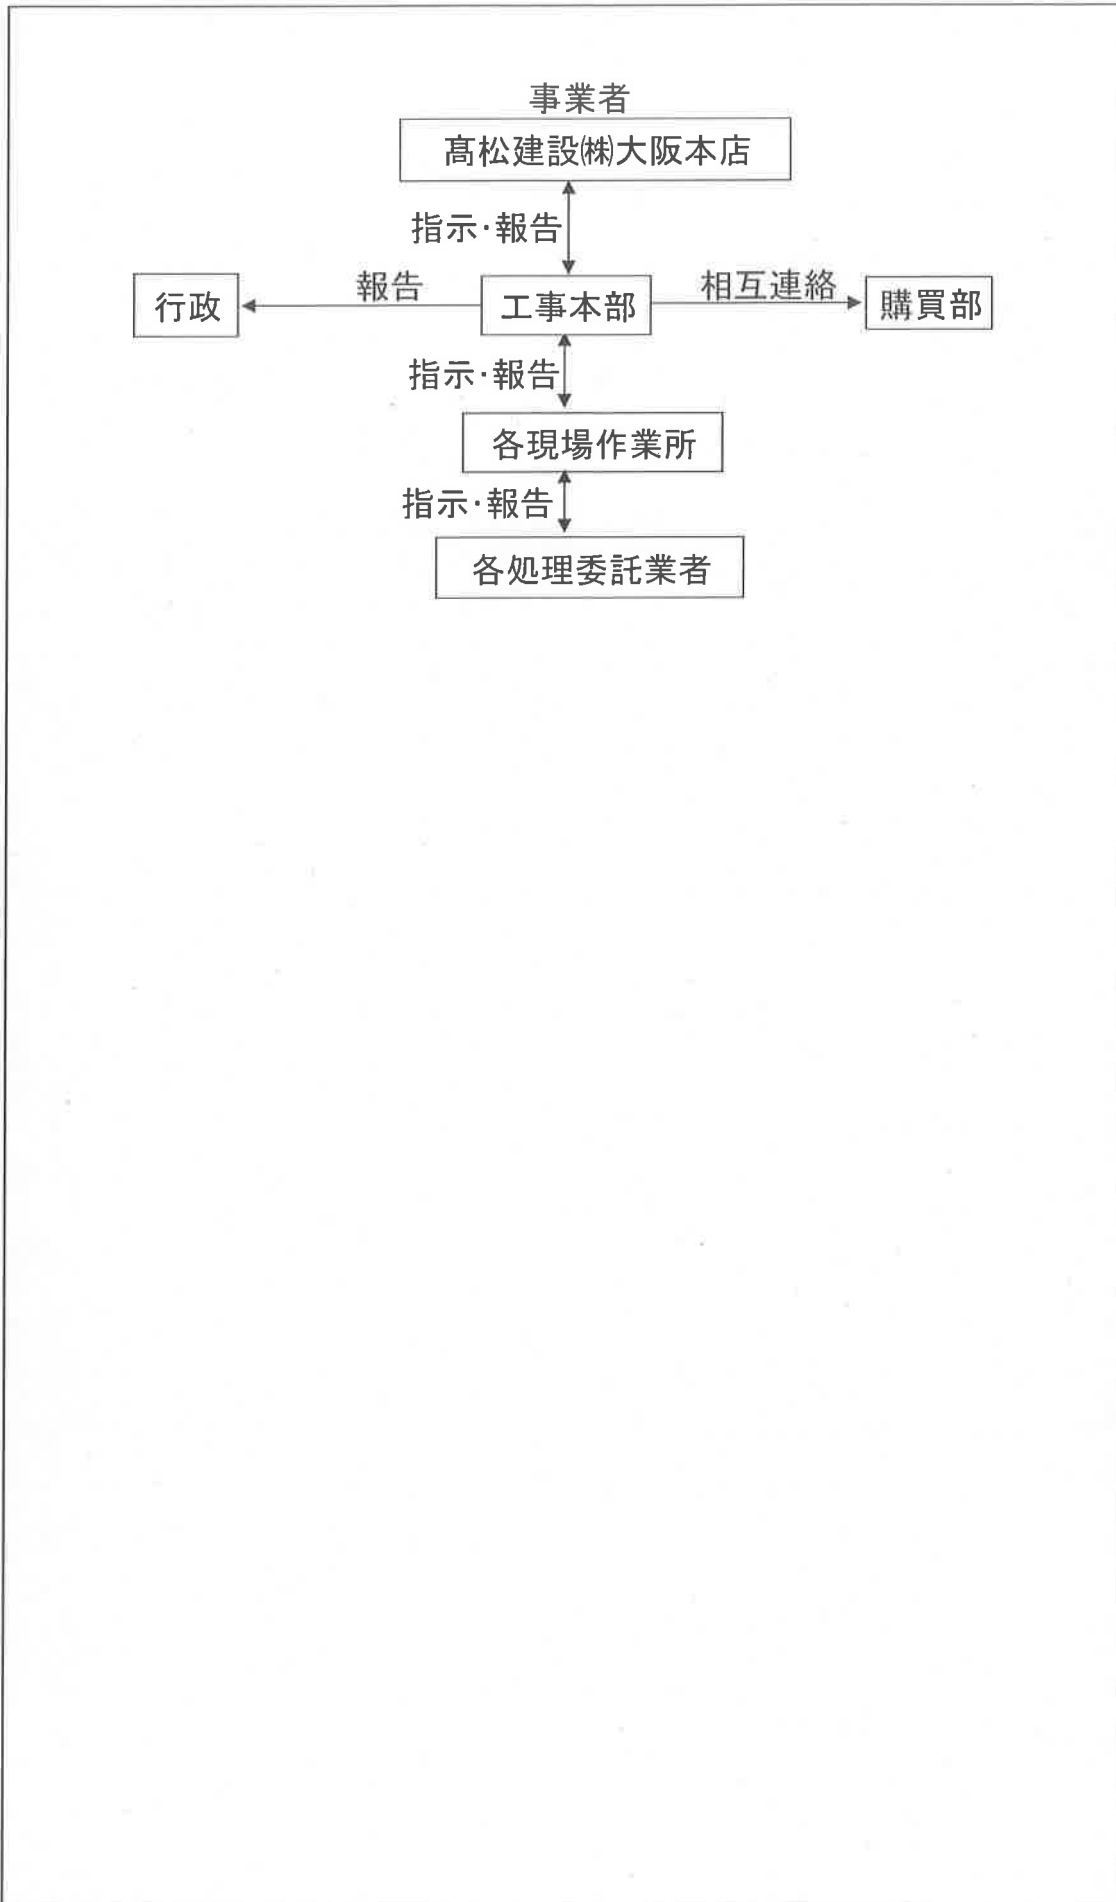 事業者
髙松建設㈱大阪本店
指示・報告
行政
報告
工事本部
相互連絡
購買部
指示・報告
各現場作業所
指示・報告
各処理委託業者